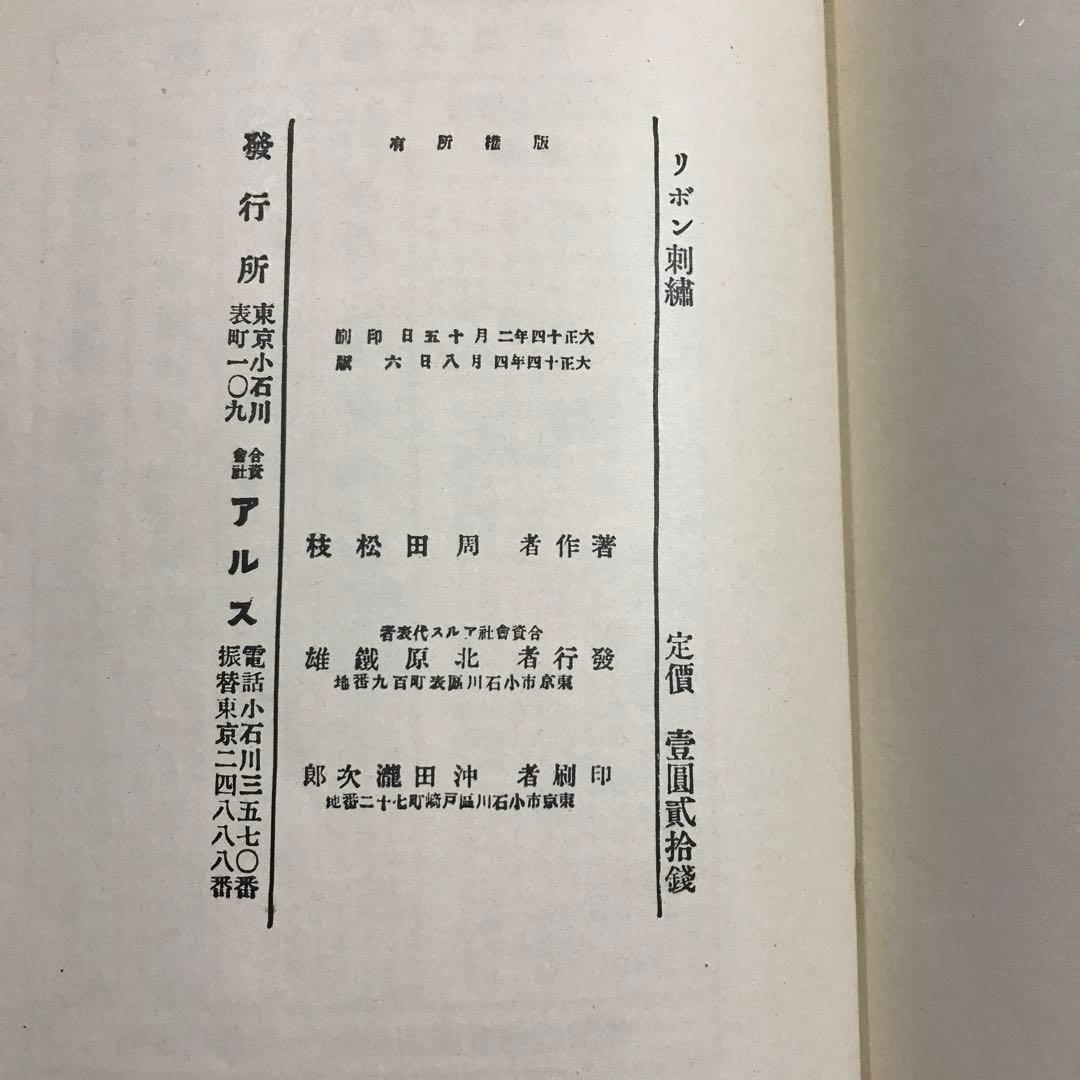 リボン刺繡　定價　壹圓貳拾錢
版權所有
大正十四年二月十五日印刷
大正十四年四月八日六版
著作者　周田松枝
合資會社アルス代表者
發行者　北原鐵雄
東京市小石川區表町百九番地
印刷者　沖田瀧次郎
東京市小石川區戸崎町七十二番地
發行所　東京小石川表町一〇九　合資會社　アルス　電話小石川三五七〇番　振替東京二四八八八番